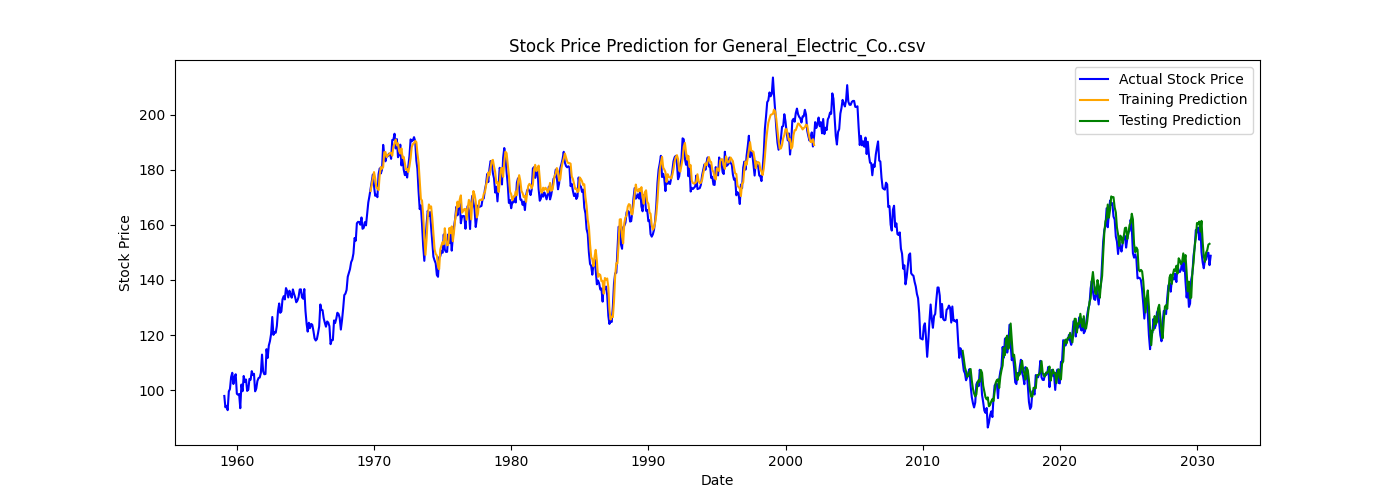 Stock Price Prediction for General_Electric_Co..csv
Actual Stock Price
Training Prediction
Testing Prediction
Stock Price
200
180
160
140
120
100
1960 1970 1980 1990 2000 2010 2020 2030
Date